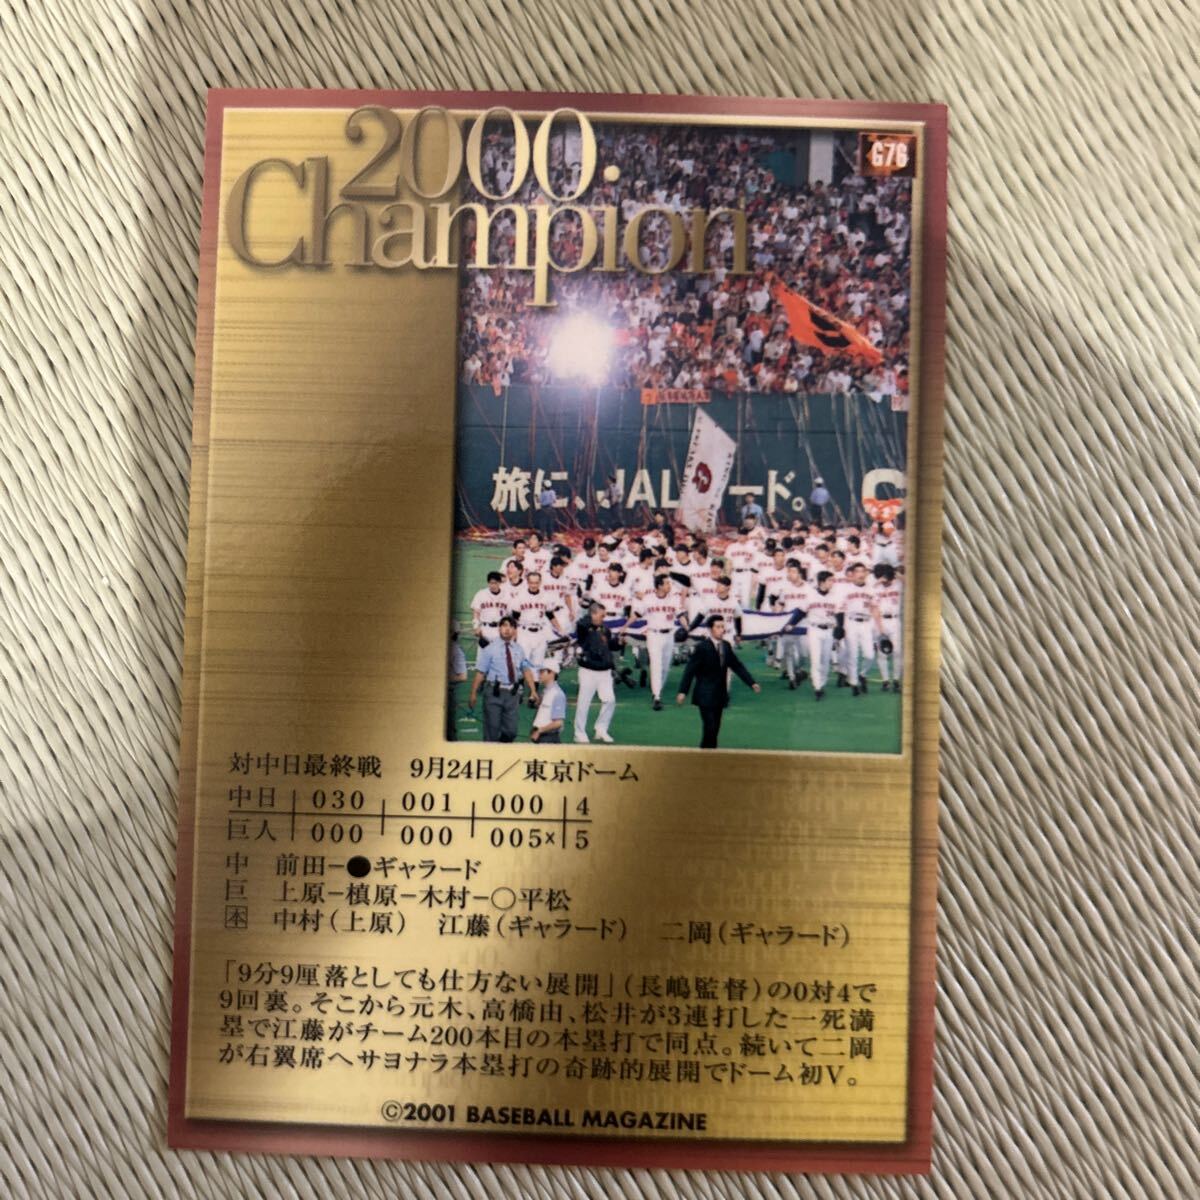 2000.
Champion
G76
旅に、JAL ード。
対中日最終戦 9月24日／東京ドーム
中日 030 001 000 4
巨人 000 000 005× 5
中 前田−●ギャラード
巨 上原−槙原−木村−○平松
本 中村（上原） 江藤（ギャラード） 二岡（ギャラード）
「9分9厘落としても仕方ない展開」（長嶋監督）の0対4で
9回裏。そこから元木、高橋由、松井が3連打した一死満
塁で江藤がチーム200本目の本塁打で同点。続いて二岡
が右翼席へサヨナラ本塁打の奇跡的展開でドーム初V。
©2001 BASEBALL MAGAZINE